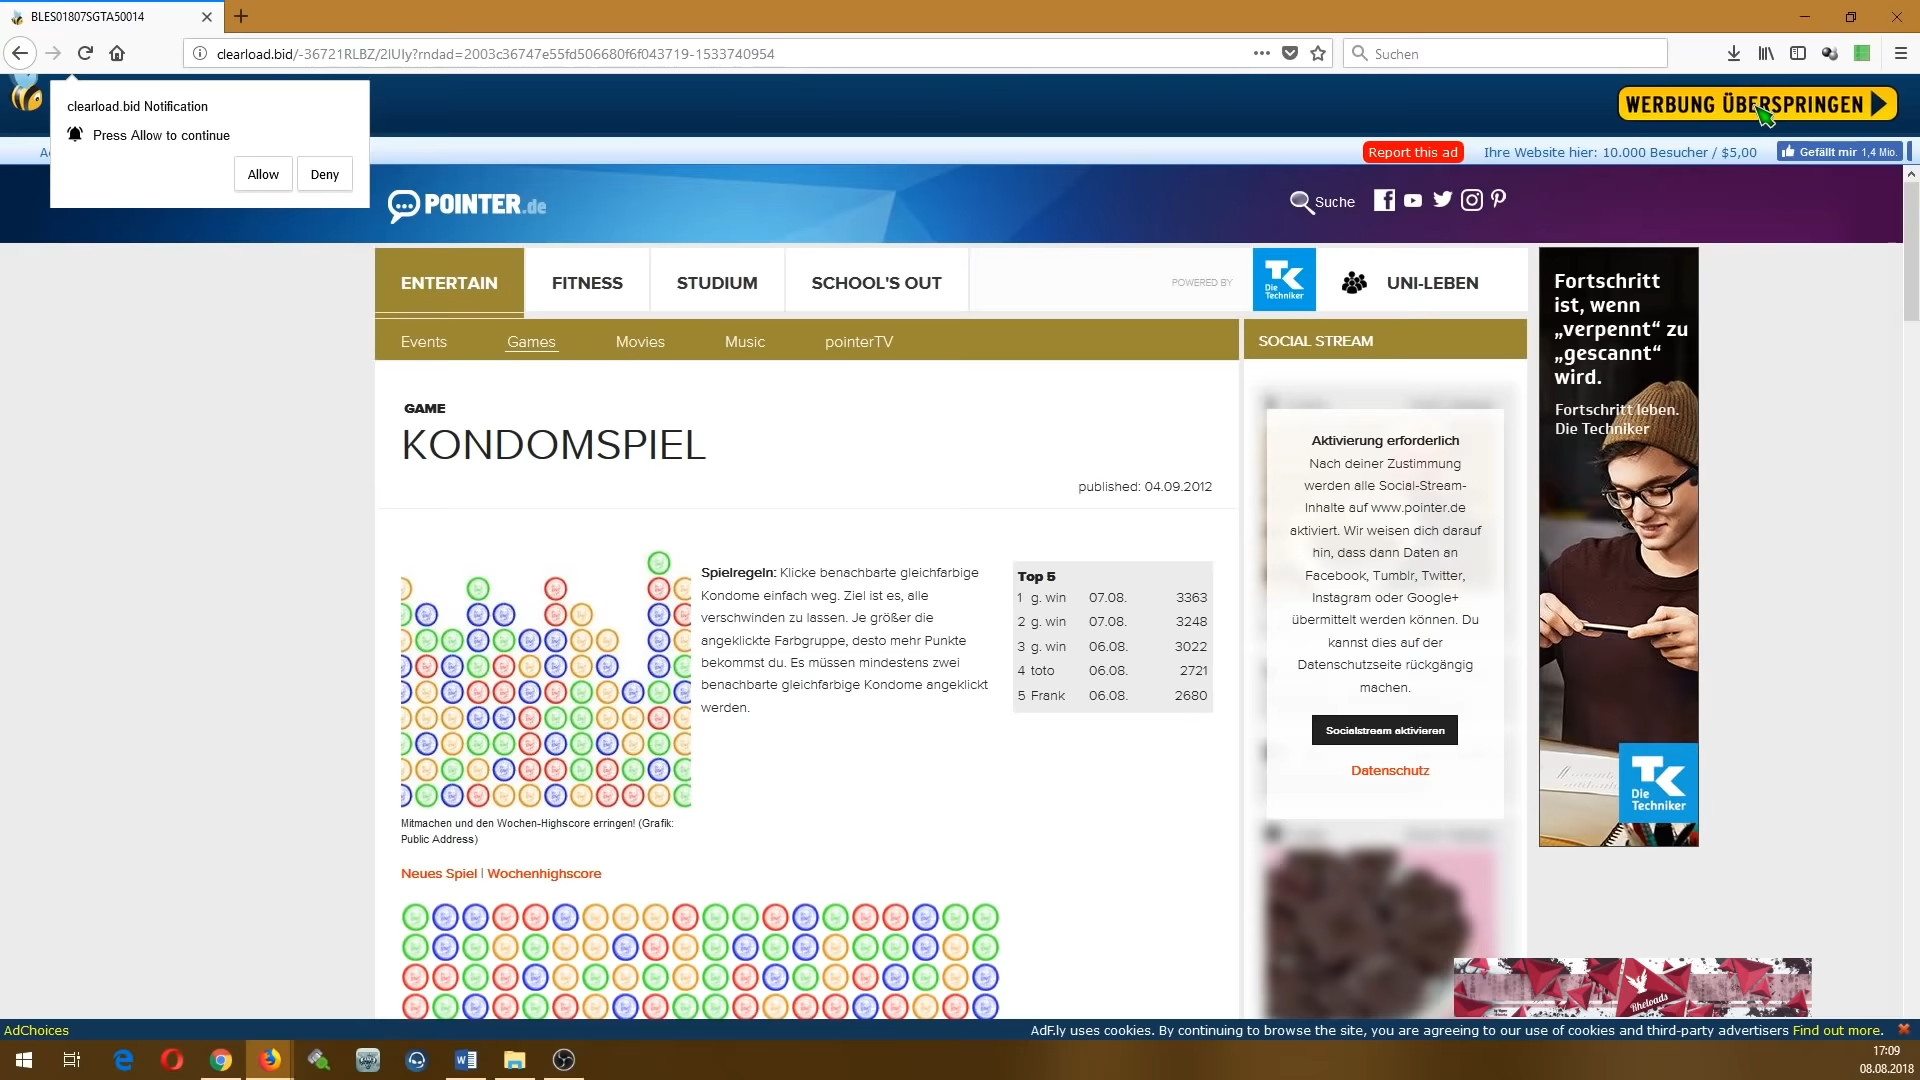 BLES01807SGTA50014
clearload.bid/-36721RLBZ/2lUIy?rndad=2003c36747e55fd506680f6f043719-1533740954
Suchen
clearload.bid Notification
Press Allow to continue
Allow
Deny
WERBUNG ÜBERSPRINGEN
Report this ad
Ihre Website hier: 10.000 Besucher / $5,00
Gefällt mir 1,4 Mio.
POINTER.de
Suche
ENTERTAIN
FITNESS
STUDIUM
SCHOOL'S OUT
POWERED BY
TK
Die
Techniker
UNI-LEBEN
Events
Games
Movies
Music
pointerTV
SOCIAL STREAM
GAME
KONDOMSPIEL
published: 04.09.2012
Spielregeln: Klicke benachbarte gleichfarbige
Kondome einfach weg. Ziel ist es, alle
verschwinden zu lassen. Je größer die
angeklickte Farbgruppe, desto mehr Punkte
bekommst du. Es müssen mindestens zwei
benachbarte gleichfarbige Kondome angeklickt
werden.
Top 5
1 g. win 07.08. 3363
2 g. win 07.08. 3248
3 g. win 06.08. 3022
4 toto 06.08. 2721
5 Frank 06.08. 2680
Mitmachen und den Wochen-Highscore erringen! (Grafik:
Public Address)
Neues Spiel | Wochenhighscore
Aktivierung erforderlich
Nach deiner Zustimmung
werden alle Social-Stream-
Inhalte auf www.pointer.de
aktiviert. Wir weisen dich darauf
hin, dass dann Daten an
Facebook, Tumblr, Twitter,
Instagram oder Google+
übermittelt werden können. Du
kannst dies auf der
Datenschutzseite rückgängig
machen.
Socialstream aktivieren
Datenschutz
Fortschritt
ist, wenn
„verpennt“ zu
„gescannt“
wird.
Fortschritt leben.
Die Techniker
TK
Die
Techniker
Rheloads
AdChoices
AdF.ly uses cookies. By continuing to browse the site, you are agreeing to our use of cookies and third-party advertisers Find out more.
17:09
08.08.2018